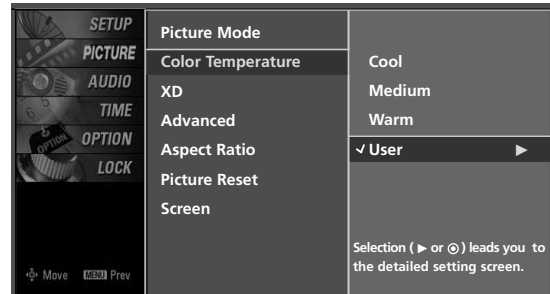 SETUP
PICTURE
AUDIO
TIME
OPTION
LOCK
Move MENU Prev
Picture Mode
Color Temperature
XD
Advanced
Aspect Ratio
Picture Reset
Screen
Cool
Medium
Warm
✓ User ▶
Selection ( ▶ or ◉ ) leads you to
the detailed setting screen.